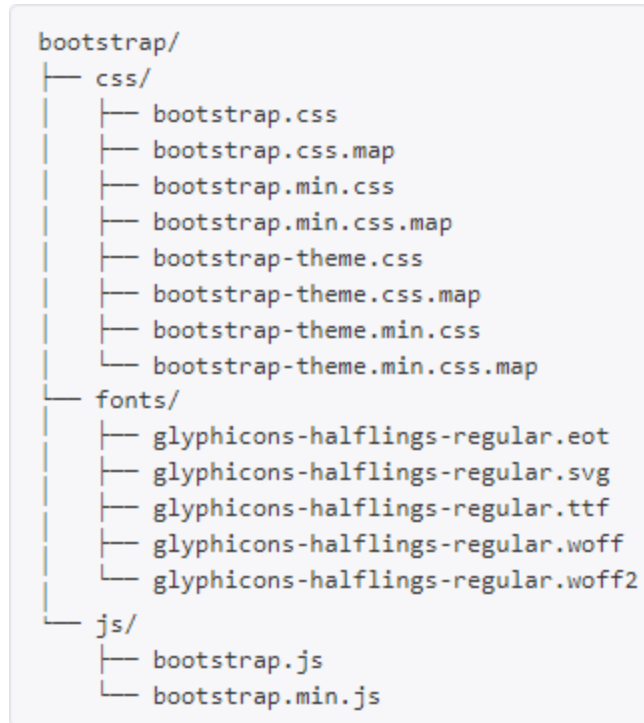 bootstrap/
├── css/
│   ├── bootstrap.css
│   ├── bootstrap.css.map
│   ├── bootstrap.min.css
│   ├── bootstrap.min.css.map
│   ├── bootstrap-theme.css
│   ├── bootstrap-theme.css.map
│   ├── bootstrap-theme.min.css
│   └── bootstrap-theme.min.css.map
└── fonts/
│   ├── glyphicons-halflings-regular.eot
│   ├── glyphicons-halflings-regular.svg
│   ├── glyphicons-halflings-regular.ttf
│   ├── glyphicons-halflings-regular.woff
│   └── glyphicons-halflings-regular.woff2
└── js/
    ├── bootstrap.js
    └── bootstrap.min.js